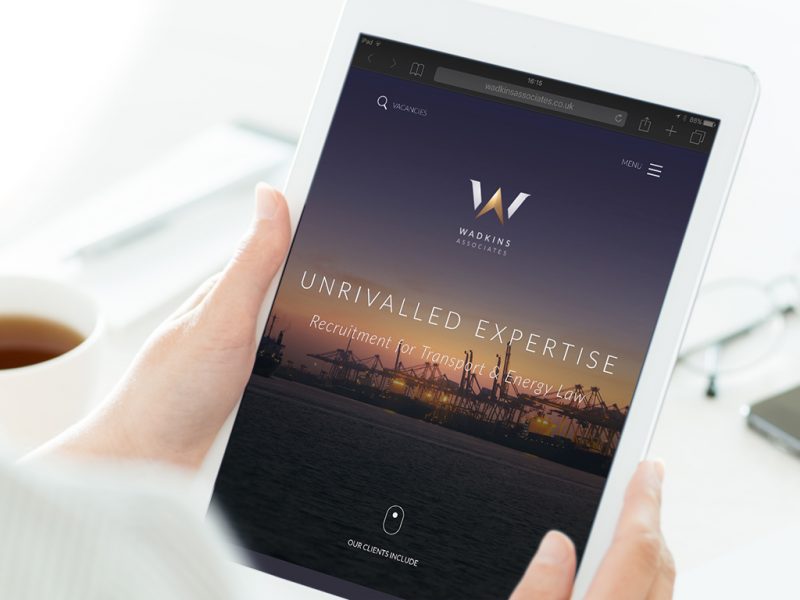 iPad
16:15
86%
wadkinsassociates.co.uk
VACANCIES
MENU
WADKINS
ASSOCIATES
UNRIVALLED EXPERTISE
Recruitment for Transport & Energy Law
OUR CLIENTS INCLUDE